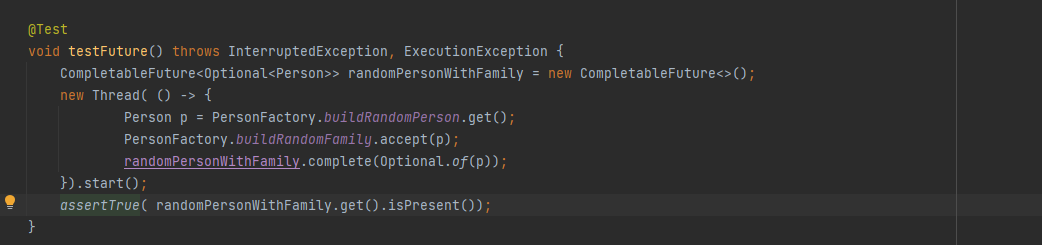 @Test
void testFuture() throws InterruptedException, ExecutionException {
CompletableFuture<Optional<Person>> randomPersonWithFamily = new CompletableFuture<>();
new Thread( () -> {
Person p = PersonFactory.buildRandomPerson.get();
PersonFactory.buildRandomFamily.accept(p);
randomPersonWithFamily.complete(Optional.of(p));
}).start();
assertTrue( randomPersonWithFamily.get().isPresent());
}